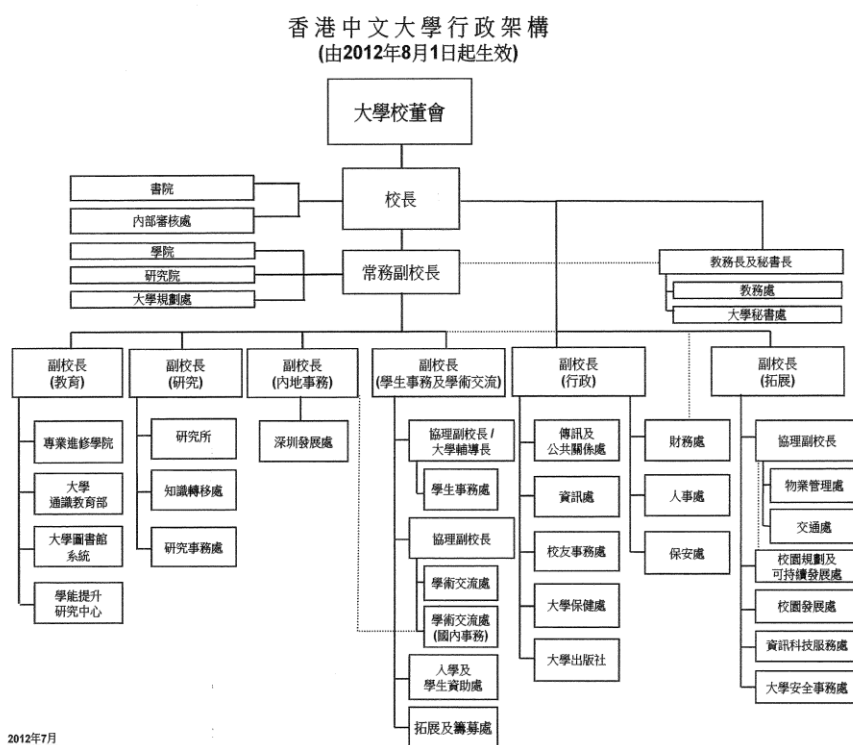 香港中文大學行政架構
(由2012年8月1日起生效)
大學校董會
校長
書院
內部審核處
學院
研究院
大學規劃處
常務副校長
教務長及秘書長
教務處
大學秘書處
副校長
(教育)
副校長
(研究)
副校長
(內地事務)
副校長
(學生事務及學術交流)
副校長
(行政)
副校長
(拓展)
專業進修學院
大學
通識教育部
大學圖書館
系統
學能提升
研究中心
研究所
知識轉移處
研究事務處
深圳發展處
協理副校長 /
大學輔導長
學生事務處
協理副校長
學術交流處
學術交流處
(國內事務)
入學及
學生資助處
拓展及籌募處
傳訊及
公共關係處
資訊處
校友事務處
大學保健處
大學出版社
財務處
人事處
保安處
協理副校長
物業管理處
交通處
校園規劃及
可持續發展處
校園發展處
資訊科技服務處
大學安全事務處
2012年7月